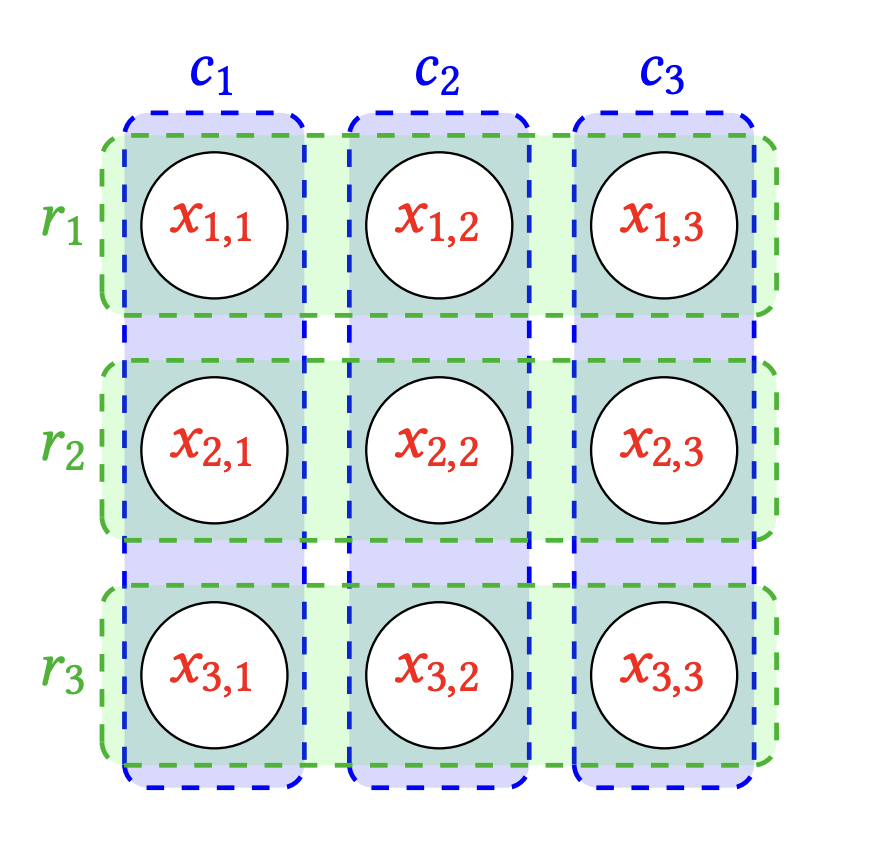 c1 c2 c3
r1 x1,1 x1,2 x1,3
r2 x2,1 x2,2 x2,3
r3 x3,1 x3,2 x3,3